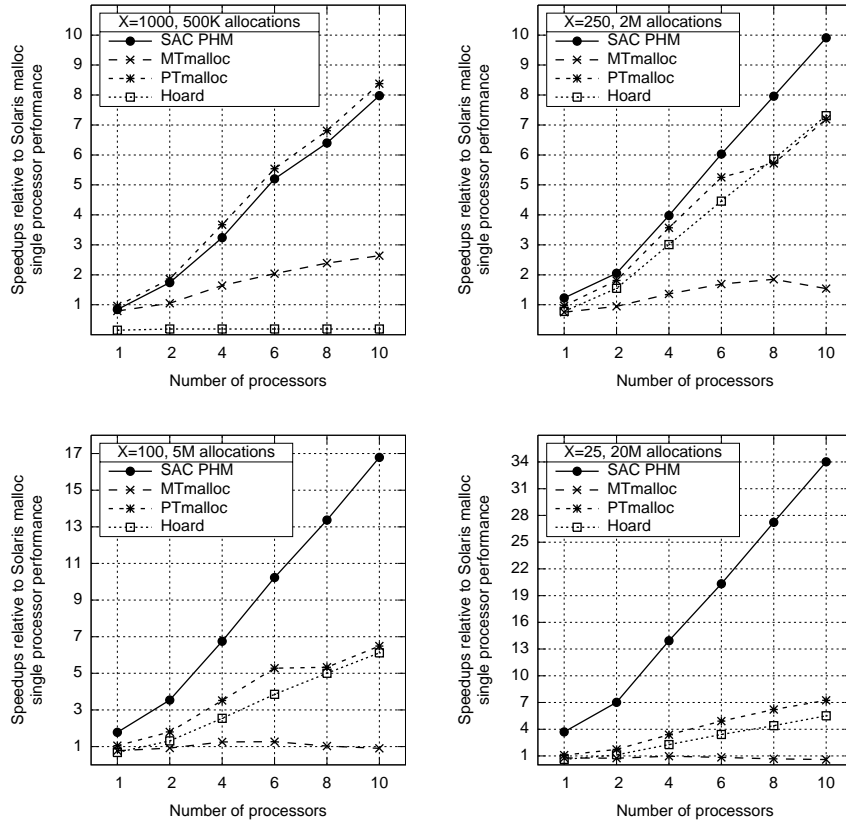 X=1000, 500K allocations
SAC PHM
MTmalloc
PTmalloc
Hoard
10
9
8
7
6
5
4
3
2
1
Speedups relative to Solaris malloc
single processor performance
1 2 4 6 8 10
Number of processors
X=250, 2M allocations
SAC PHM
MTmalloc
PTmalloc
Hoard
10
9
8
7
6
5
4
3
2
1
Speedups relative to Solaris malloc
single processor performance
1 2 4 6 8 10
Number of processors
X=100, 5M allocations
SAC PHM
MTmalloc
PTmalloc
Hoard
17
15
13
11
9
7
5
3
1
Speedups relative to Solaris malloc
single processor performance
1 2 4 6 8 10
Number of processors
X=25, 20M allocations
SAC PHM
MTmalloc
PTmalloc
Hoard
34
31
28
25
22
19
16
13
10
7
4
1
Speedups relative to Solaris malloc
single processor performance
1 2 4 6 8 10
Number of processors